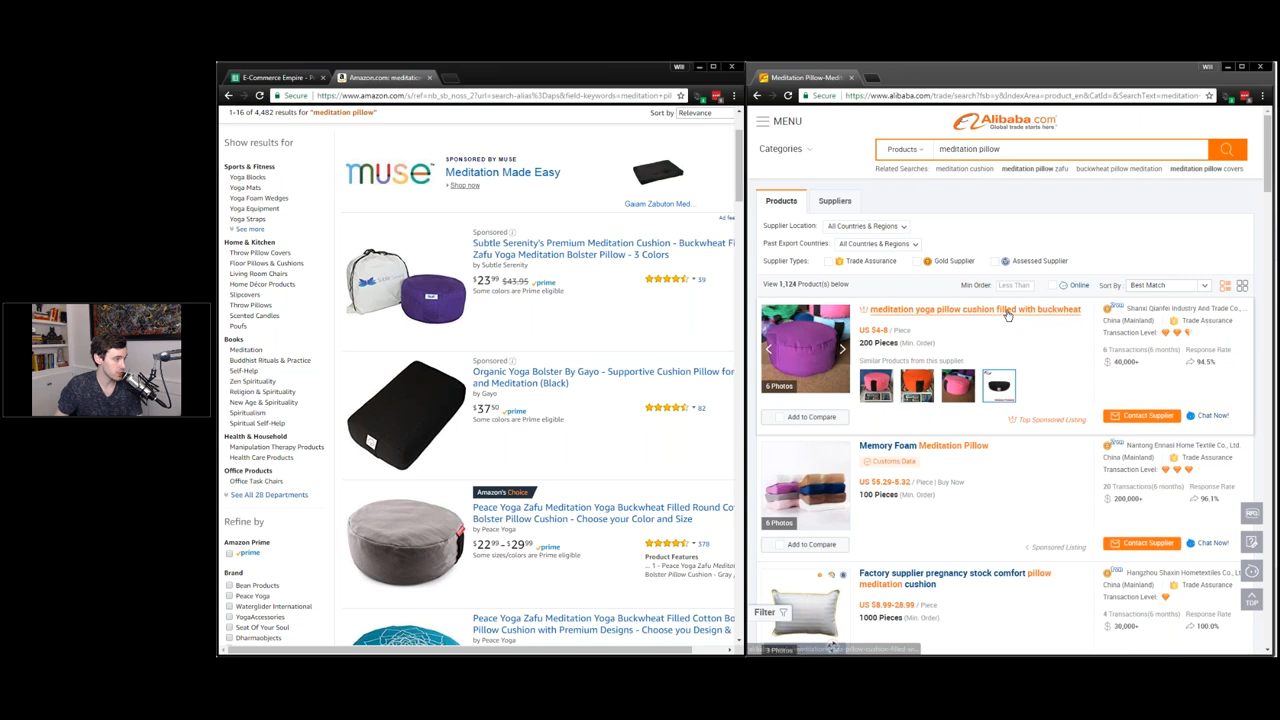 Will
E-Commerce Empire - P
Amazon.com: meditatio
Secure
https://www.amazon.com/s/ref=nb_sb_noss_2?url=search-alias%3Daps&field-keywords=meditation+pil
1-16 of 4,482 results for "meditation pillow"
Sort by
Relevance
Show results for
Sports & Fitness
Yoga Blocks
Yoga Mats
Yoga Foam Wedges
Yoga Equipment
Yoga Straps
See more
Home & Kitchen
Throw Pillow Covers
Floor Pillows & Cushions
Living Room Chairs
Home Décor Products
Slipcovers
Throw Pillows
Scented Candles
Poufs
Books
Meditation
Buddhist Rituals & Practice
Self-Help
Zen Spirituality
Religion & Spirituality
New Age & Spirituality
Spiritualism
Spiritual Self-Help
Health & Household
Manipulation Therapy Products
Health Care Products
Office Products
Office Task Chairs
See All 28 Departments
Refine by
Amazon Prime
prime
Brand
Bean Products
Peace Yoga
Waterglider International
YogaAccessories
Seat Of Your Soul
Dharmaobjects
muse™
SPONSORED BY MUSE
Meditation Made Easy
Shop now
Gaiam Zabuton Med...
Ad fee
Sponsored
Subtle Serenity's Premium Meditation Cushion - Buckwheat Fi
Zafu Yoga Meditation Bolster Pillow - 3 Colors
by Subtle Serenity
$23⁹⁹ $43.95 prime
Some colors are Prime eligible
39
Sponsored
Organic Yoga Bolster By Gayo - Supportive Cushion Pillow for
and Meditation (Black)
by Gayo
$37⁵⁰ prime
Some colors are Prime eligible
82
Amazon's Choice
Peace Yoga Zafu Meditation Yoga Buckwheat Filled Round Cot
Bolster Pillow Cushion - Choose your Color and Size
by Peace Yoga
$22⁹⁹ - $29⁹⁹ prime
Some sizes/colors are Prime eligible
378
Product Features
... 1 - Peace Yoga Zafu Medi
Bolster Pillow Cushion - Gray ,
Peace Yoga Zafu Meditation Yoga Buckwheat Filled Cotton Bo
Pillow Cushion with Premium Designs - Choose you Design &
by Peace Yoga
Will
Meditation Pillow-Medit
Secure
https://www.alibaba.com/trade/search?fsb=y&IndexArea=product_en&CatId=&SearchText=meditation-
MENU
Alibaba.com
Global trade starts here.™
Categories
Products
meditation pillow
Related Searches: meditation cushion meditation pillow zafu buckwheat pillow meditation meditation pillow covers
Products
Suppliers
Supplier Location: All Countries & Regions
Past Export Countries: All Countries & Regions
Supplier Types: Trade Assurance Gold Supplier Assessed Supplier
View 1,124 Product(s) below
Min Order: Less Than
Online
Sort By: Best Match
meditation yoga pillow cushion filled with buckwheat
US $4-8 / Piece
200 Pieces (Min. Order)
Similar Products from this supplier.
6 Photos
Add to Compare
Top Sponsored Listing
Shanxi Qianfei Industry And Trade Co., ...
China (Mainland) Trade Assurance
Transaction Level:
6 Transactions(6 months) Response Rate
40,000+ 94.5%
Contact Supplier
Chat Now!
Memory Foam Meditation Pillow
Customs Data
US $5.29-5.32 / Piece | Buy Now
100 Pieces (Min. Order)
6 Photos
Add to Compare
Sponsored Listing
Nantong Ennasi Home Textile Co., Ltd.
China (Mainland) Trade Assurance
Transaction Level:
20 Transactions(6 months) Response Rate
200,000+ 96.1%
Contact Supplier
Chat Now!
Factory supplier pregnancy stock comfort pillow
meditation cushion
US $8.99-28.99 / Piece
1000 Pieces (Min. Order)
3 Photos
Filter
Hangzhou Shaxin Hometextiles Co., Lt...
China (Mainland) Trade Assurance
Transaction Level:
4 Transactions(6 months) Response Rate
30,000+ 100.0%
RFQ
TOP